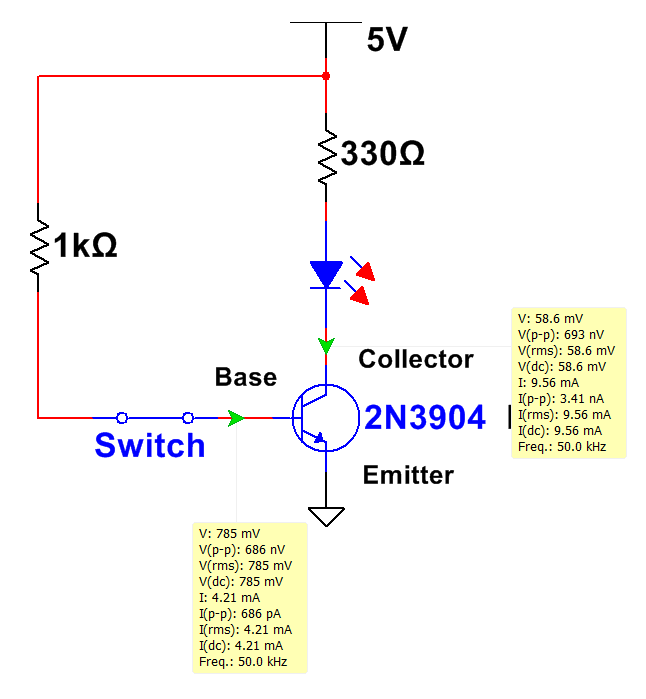 5V
330Ω
1kΩ
V: 58.6 mV
V(p-p): 693 nV
V(rms): 58.6 mV
V(dc): 58.6 mV
I: 9.56 mA
I(p-p): 3.41 nA
I(rms): 9.56 mA
I(dc): 9.56 mA
Freq.: 50.0 kHz
Collector
Base
2N3904
Switch
Emitter
V: 785 mV
V(p-p): 686 nV
V(rms): 785 mV
V(dc): 785 mV
I: 4.21 mA
I(p-p): 686 pA
I(rms): 4.21 mA
I(dc): 4.21 mA
Freq.: 50.0 kHz